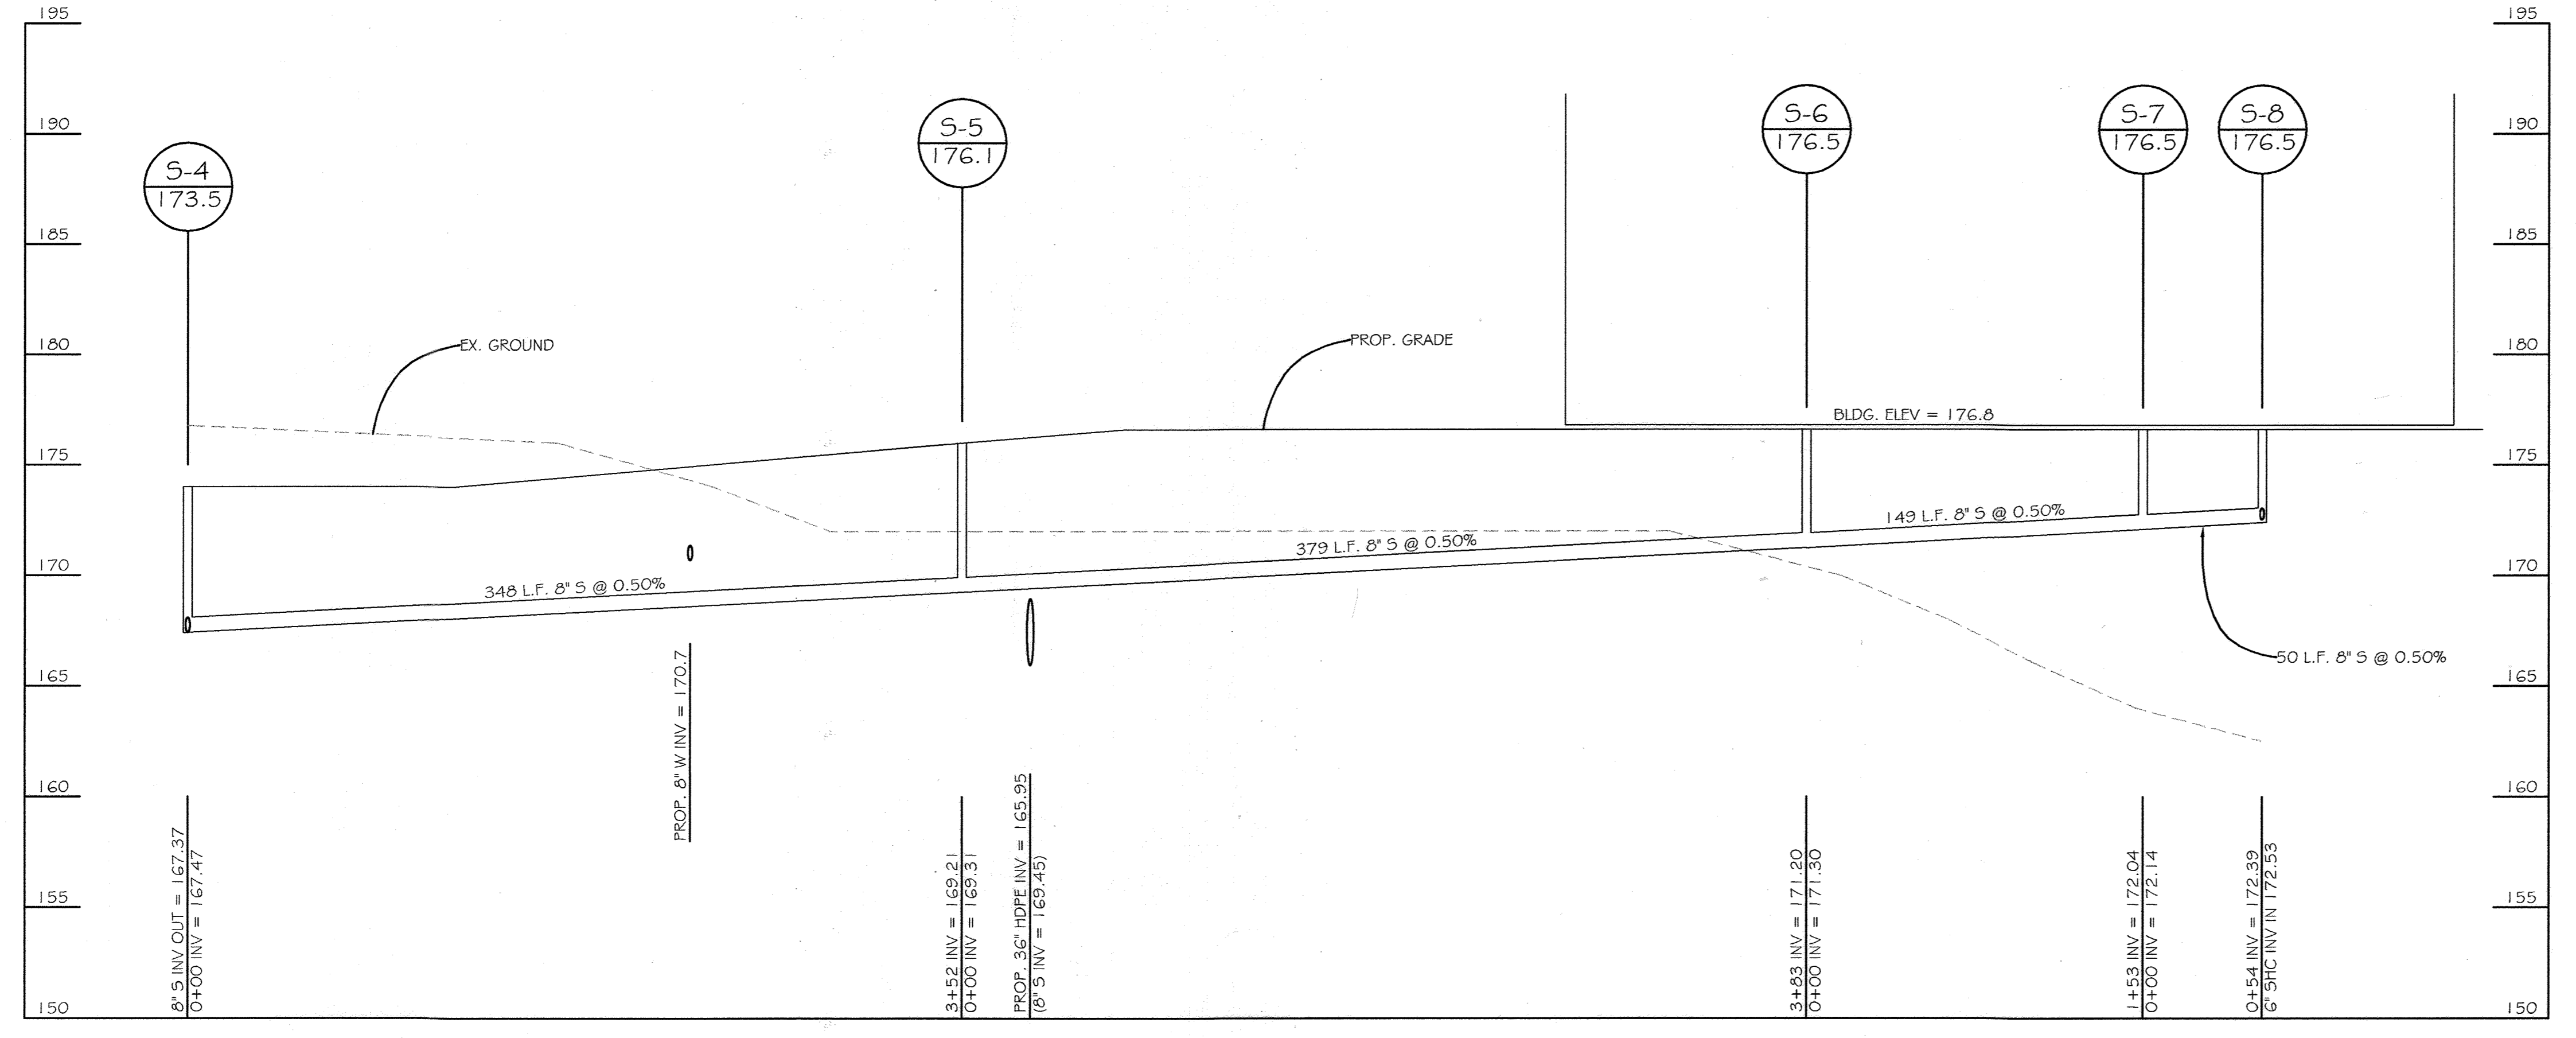 195
190
185
180
175
170
165
160
155
150
S-4
173.5
S-5
176.1
S-6
176.5
S-7
176.5
S-8
176.5
EX. GROUND
PROP. GRADE
BLDG. ELEV = 176.8
348 L.F. 8" S @ 0.50%
379 L.F. 8" S @ 0.50%
149 L.F. 8" S @ 0.50%
50 L.F. 8" S @ 0.50%
8" S INV OUT = 167.37
0+00 INV = 167.47
PROP. 8" W INV = 170.7
3+52 INV = 169.21
0+00 INV = 169.31
PROP. 36" HDPE INV = 165.95
(8" S INV = 169.45)
3+83 INV = 171.20
0+00 INV = 171.30
1+53 INV = 172.04
0+00 INV = 172.14
0+54 INV = 172.39
6" SHC INV IN 172.53
195
190
185
180
175
170
165
160
155
150